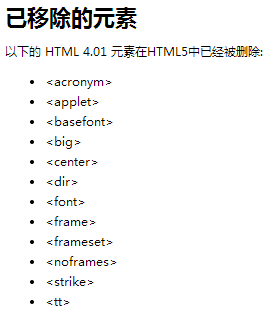 已移除的元素
以下的 HTML 4.01 元素在HTML5中已经被删除:
<acronym>
<applet>
<basefont>
<big>
<center>
<dir>
<font>
<frame>
<frameset>
<noframes>
<strike>
<tt>